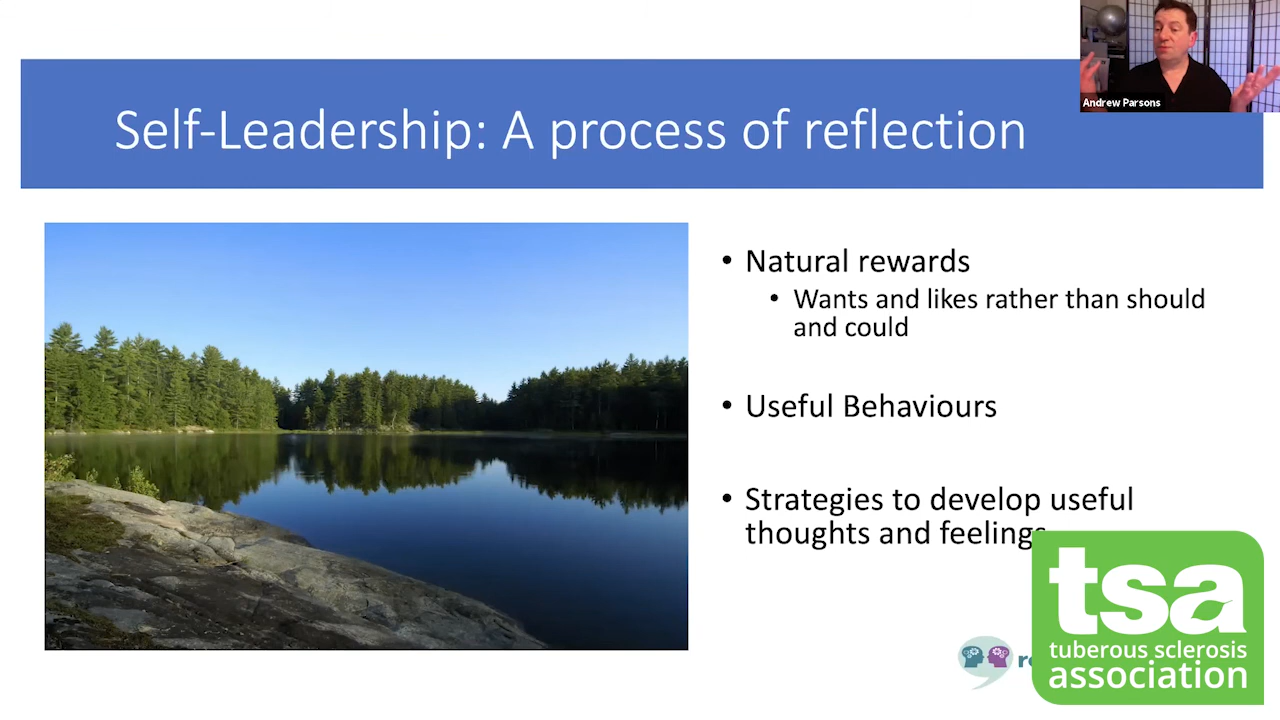 Andrew Parsons
Self-Leadership: A process of reflection
• Natural rewards
• Wants and likes rather than should
and could
• Useful Behaviours
• Strategies to develop useful
thoughts and feelings
tsa
tuberous sclerosis
association